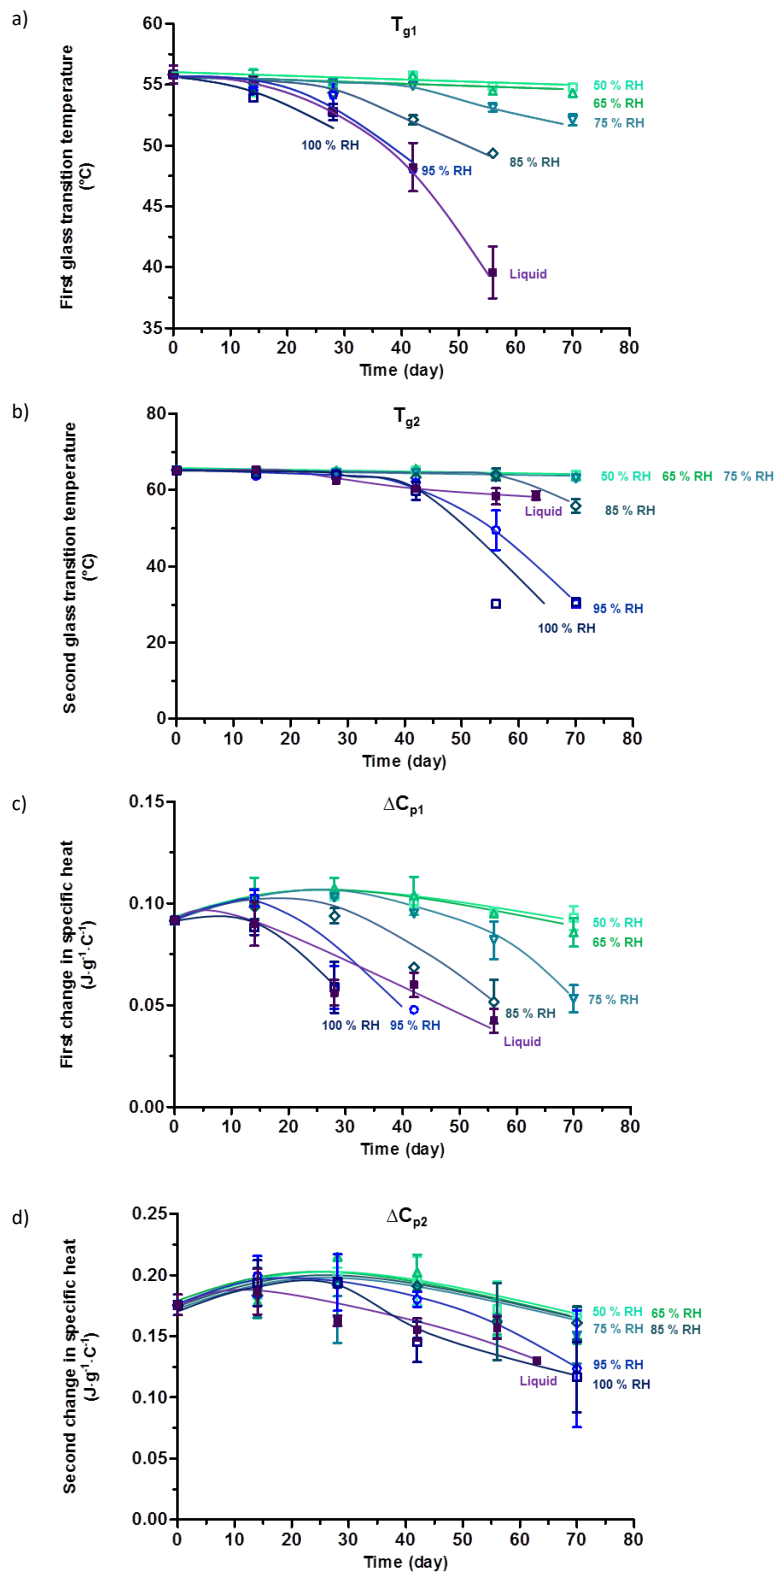 a)
T_g1
First glass transition temperature
(°C)
60
55
50
45
40
35
50 % RH
65 % RH
75 % RH
100 % RH
85 % RH
95 % RH
Liquid
0 10 20 30 40 50 60 70 80
Time (day)
b)
T_g2
Second glass transition temperature
(°C)
80
60
40
20
0
50 % RH 65 % RH 75 % RH
Liquid
85 % RH
95 % RH
100 % RH
0 10 20 30 40 50 60 70 80
Time (day)
c)
ΔC_p1
First change in specific heat
(J·g⁻¹·C⁻¹)
0.15
0.10
0.05
0.00
50 % RH
65 % RH
75 % RH
85 % RH
100 % RH 95 % RH
Liquid
0 10 20 30 40 50 60 70 80
Time (day)
d)
ΔC_p2
Second change in specific heat
(J·g⁻¹·C⁻¹)
0.25
0.20
0.15
0.10
0.05
0.00
50 % RH 65 % RH
75 % RH 85 % RH
95 % RH
Liquid
100 % RH
0 10 20 30 40 50 60 70 80
Time (day)